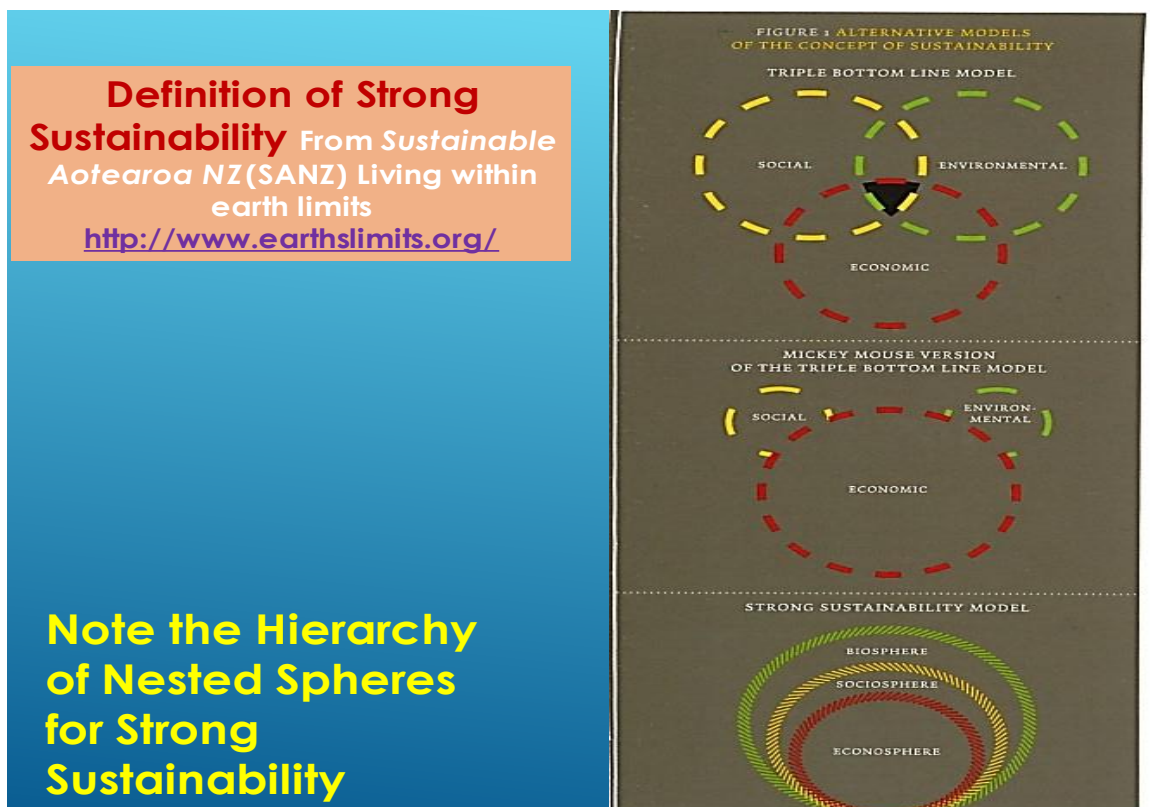 Definition of Strong
Sustainability From Sustainable
Aotearoa NZ(SANZ) Living within
earth limits
http://www.earthslimits.org/
Note the Hierarchy
of Nested Spheres
for Strong
Sustainability
FIGURE 1 ALTERNATIVE MODELS
OF THE CONCEPT OF SUSTAINABILITY
TRIPLE BOTTOM LINE MODEL
SOCIAL
ENVIRONMENTAL
ECONOMIC
MICKEY MOUSE VERSION
OF THE TRIPLE BOTTOM LINE MODEL
SOCIAL
ENVIRON-
MENTAL
ECONOMIC
STRONG SUSTAINABILITY MODEL
BIOSPHERE
SOCIOSPHERE
ECONOSPHERE